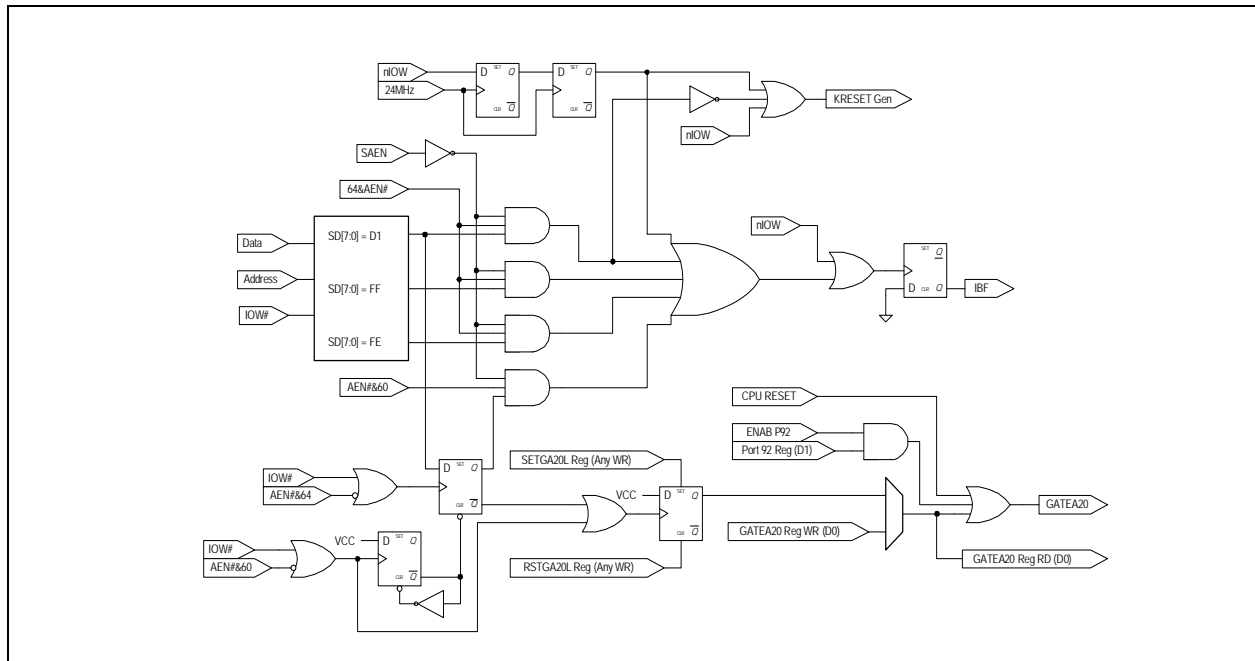 nIOW
24MHz
D SET Q
CLR Q
D SET Q
CLR Q
KRESET Gen
nIOW
SAEN
64&AEN#
Data
Address
IOW#
SD[7:0] = D1
SD[7:0] = FF
SD[7:0] = FE
AEN#&60
nIOW
SET Q
D CLR Q
IBF
CPU RESET
ENAB P92
Port 92 Reg (D1)
GATEA20
IOW#
AEN#&64
D SET Q
CLR Q
SETGA20L Reg (Any WR)
VCC
D SET Q
CLR Q
GATEA20 Reg WR (D0)
RSTGA20L Reg (Any WR)
GATEA20 Reg RD (D0)
IOW#
AEN#&60
VCC
D SET Q
CLR Q